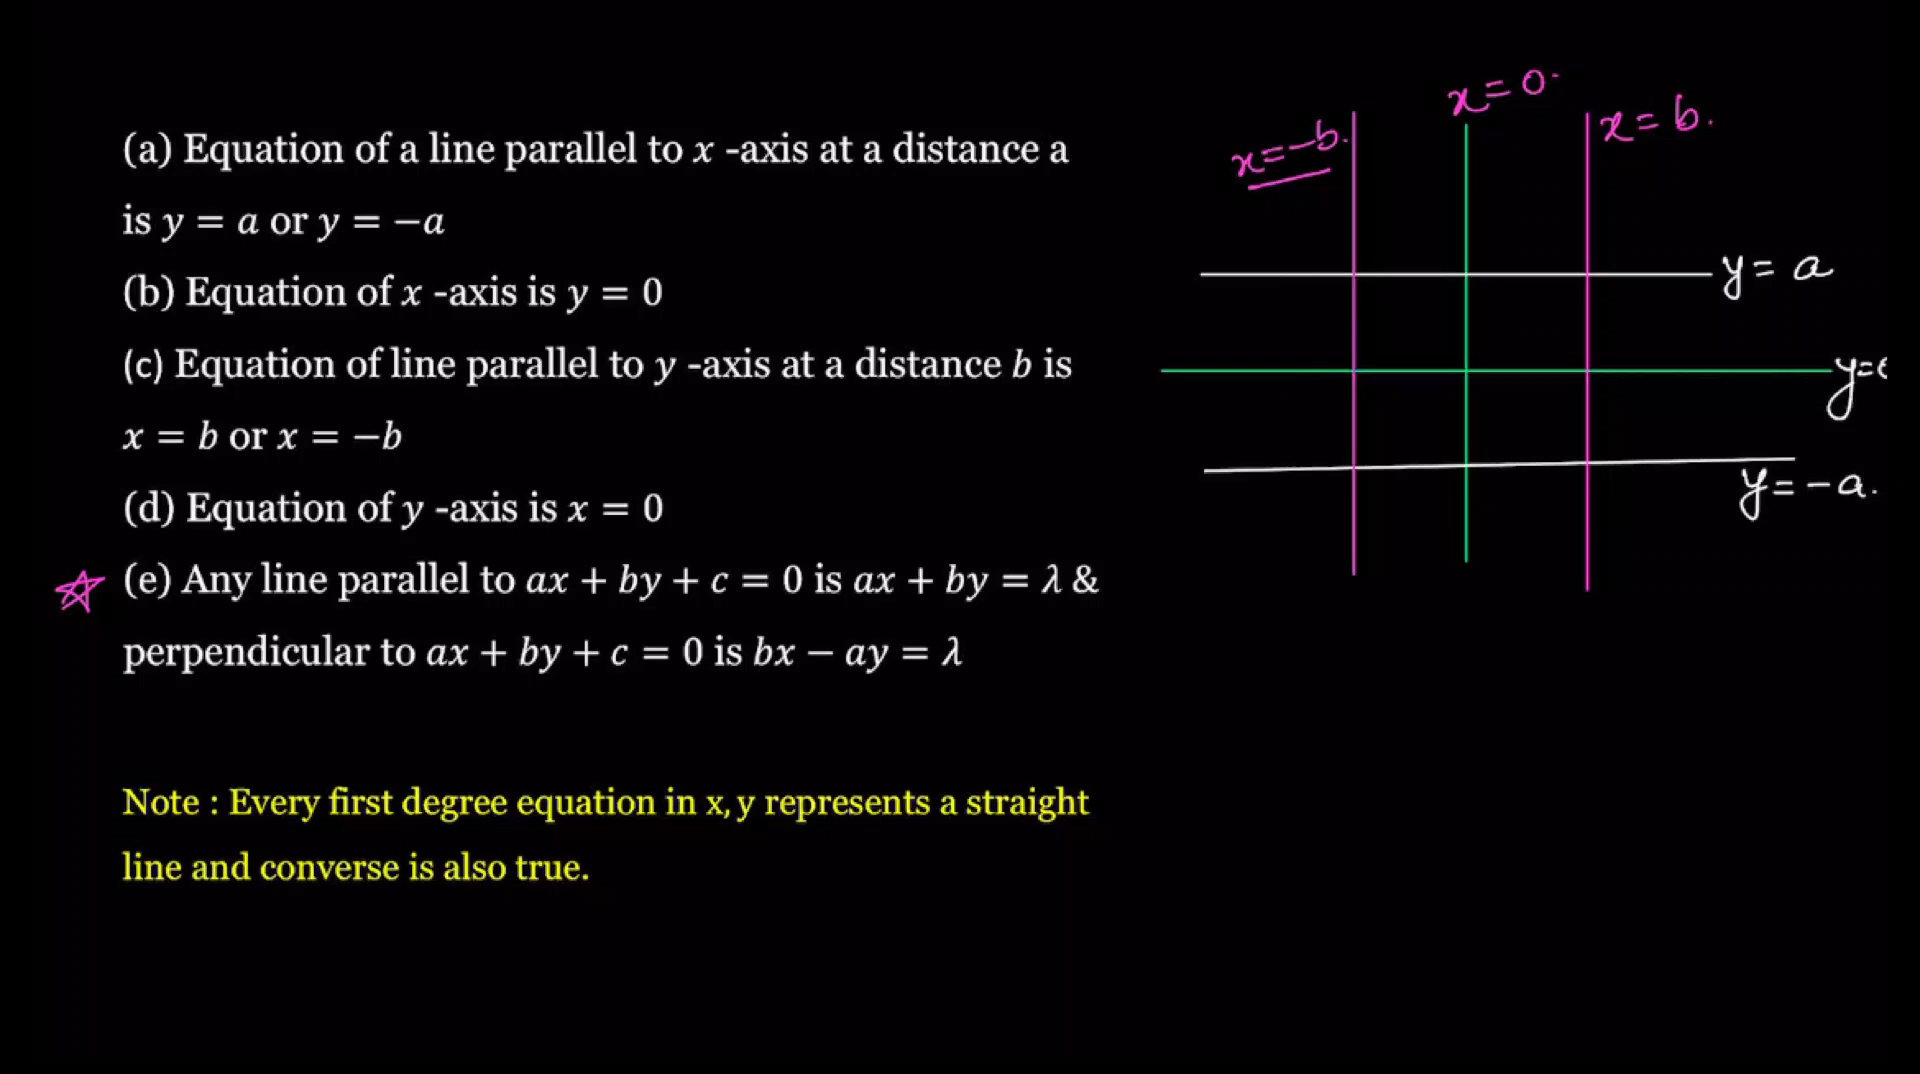 (a) Equation of a line parallel to x -axis at a distance a
is y = a or y = −a
(b) Equation of x -axis is y = 0
(c) Equation of line parallel to y -axis at a distance b is
x = b or x = −b
(d) Equation of y -axis is x = 0
(e) Any line parallel to ax + by + c = 0 is ax + by = λ &
perpendicular to ax + by + c = 0 is bx − ay = λ
Note : Every first degree equation in x, y represents a straight
line and converse is also true.
x = 0.
x = −b.
x = b.
y = a
y =
y = −a.